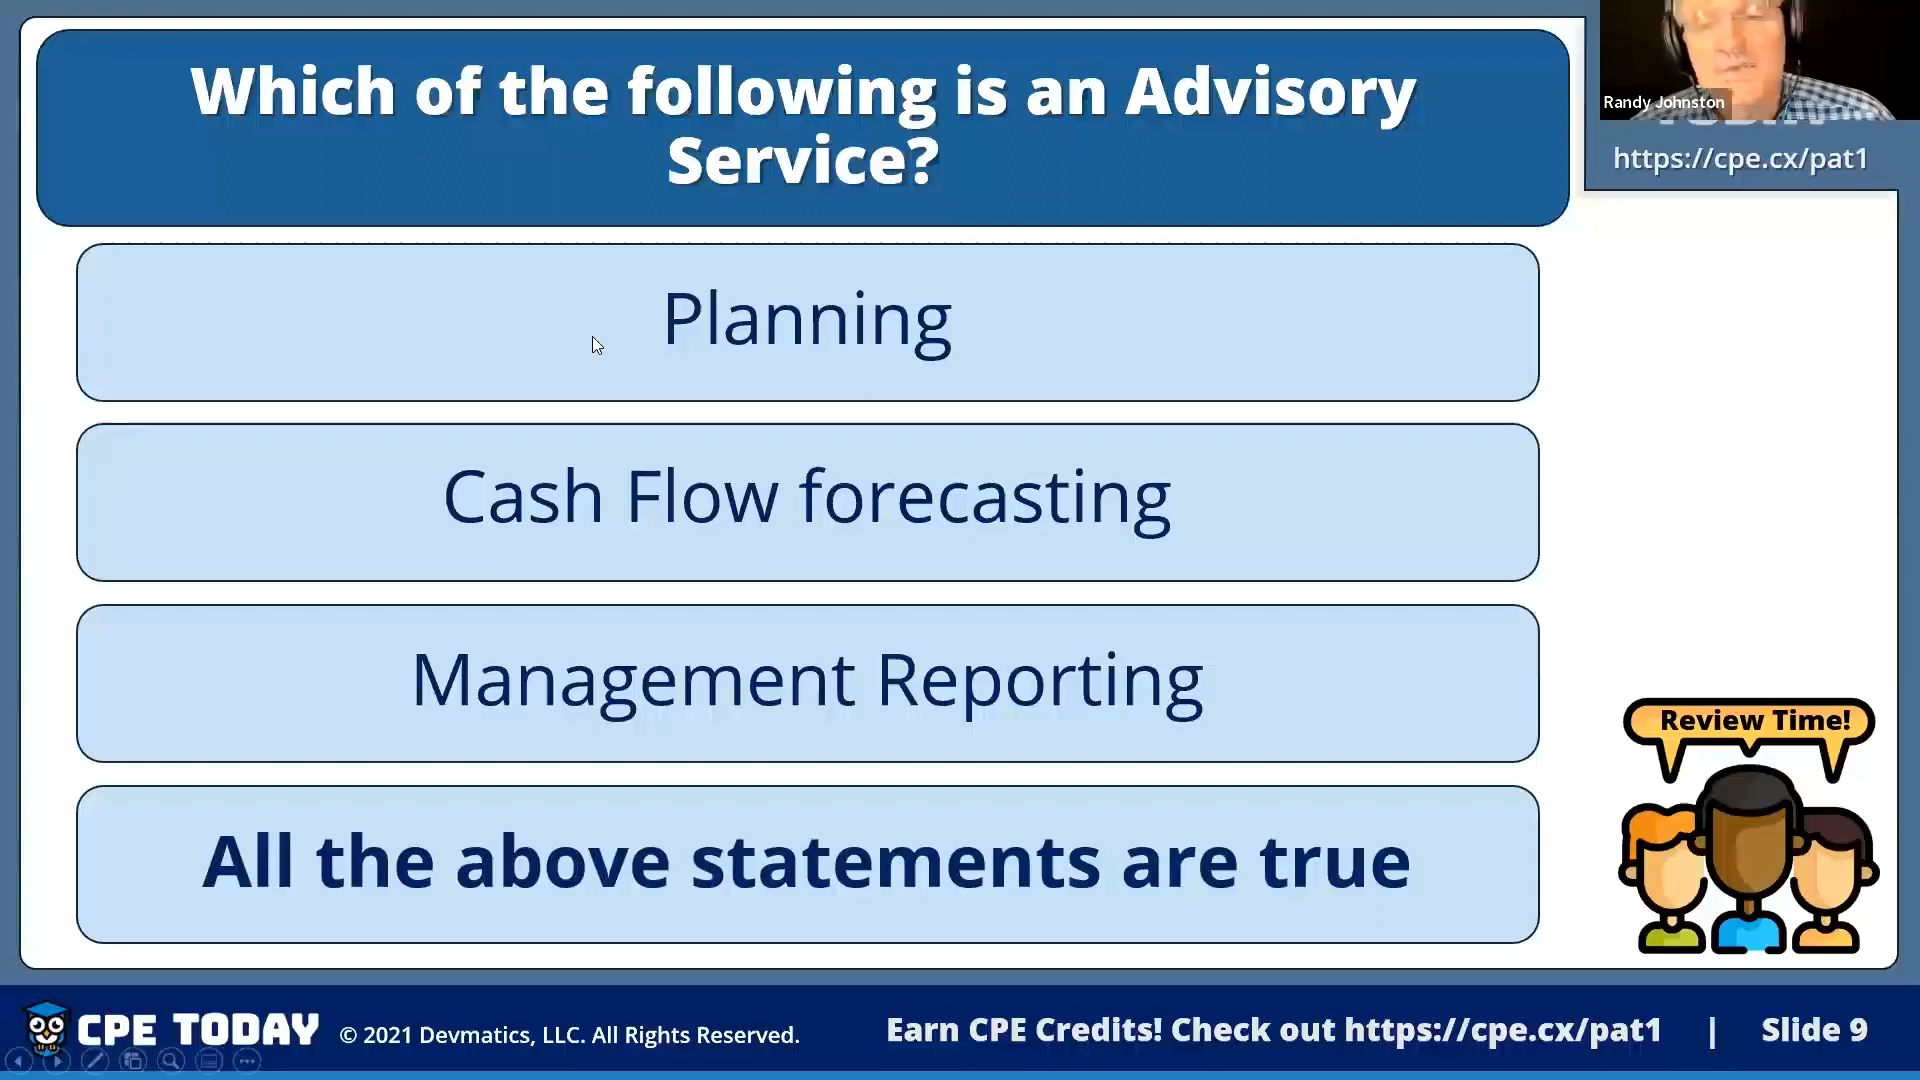 Which of the following is an Advisory
Service?
Randy Johnston
https://cpe.cx/pat1
Planning
Cash Flow forecasting
Management Reporting
All the above statements are true
Review Time!
CPE TODAY
© 2021 Devmatics, LLC. All Rights Reserved.
Earn CPE Credits! Check out https://cpe.cx/pat1 | Slide 9